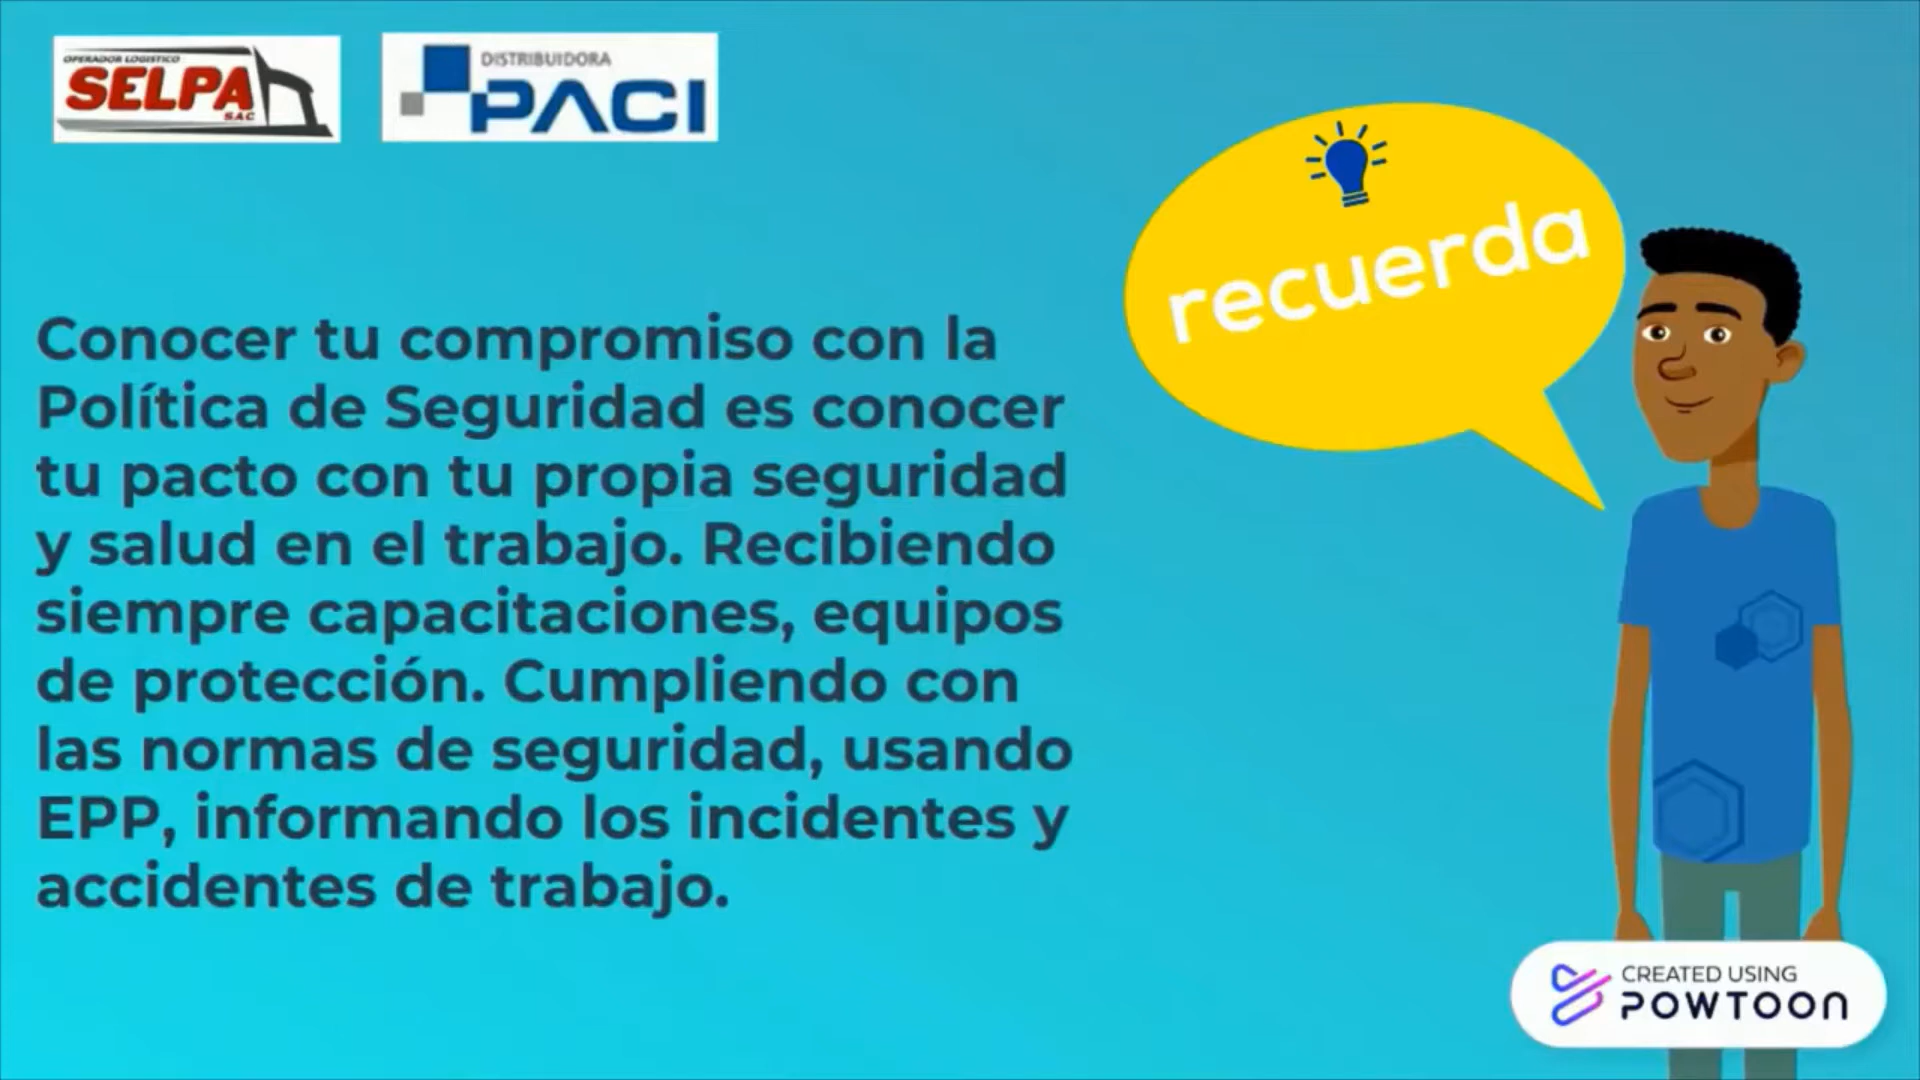 OPERADOR LOGISTICO
SELPA
S.A.C
DISTRIBUIDORA
PACI
recuerda
Conocer tu compromiso con la
Política de Seguridad es conocer
tu pacto con tu propia seguridad
y salud en el trabajo. Recibiendo
siempre capacitaciones, equipos
de protección. Cumpliendo con
las normas de seguridad, usando
EPP, informando los incidentes y
accidentes de trabajo.
CREATED USING
POWTOON